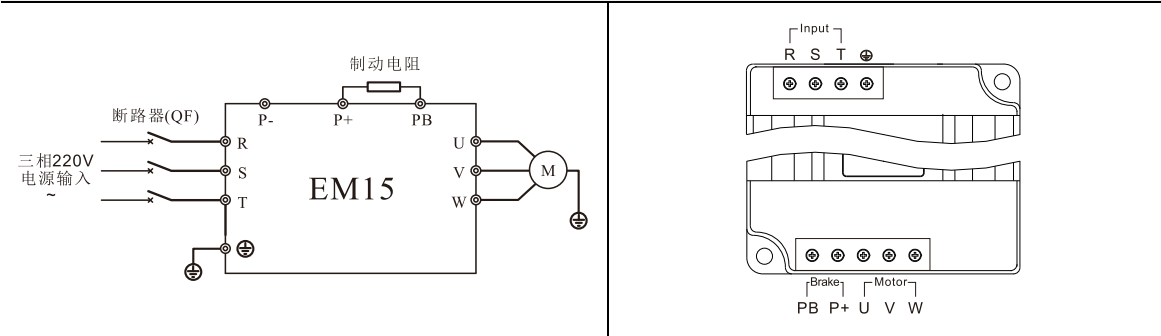 制动电阻
断路器(QF)
P-
P+
PB
R
S
T
三相220V
电源输入
~
EM15
U
V
W
M
Input
R S T
Brake
Motor
PB P+ U V W